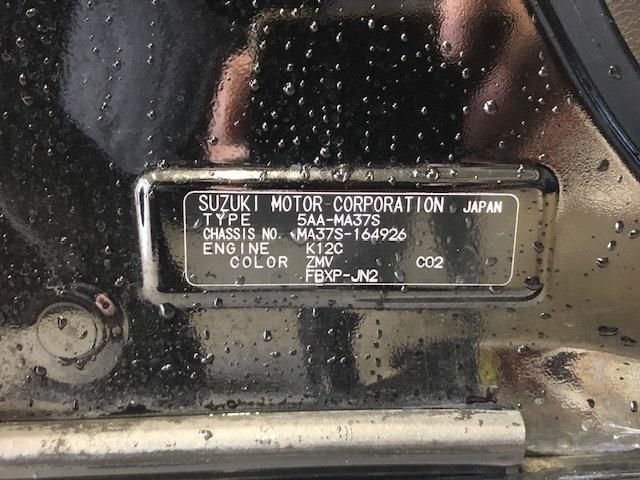 SUZUKI MOTOR CORPORATION JAPAN
TYPE 5AA-MA37S
CHASSIS NO. MA37S-164926
ENGINE K12C
COLOR ZMV C02
FBXP-JN2